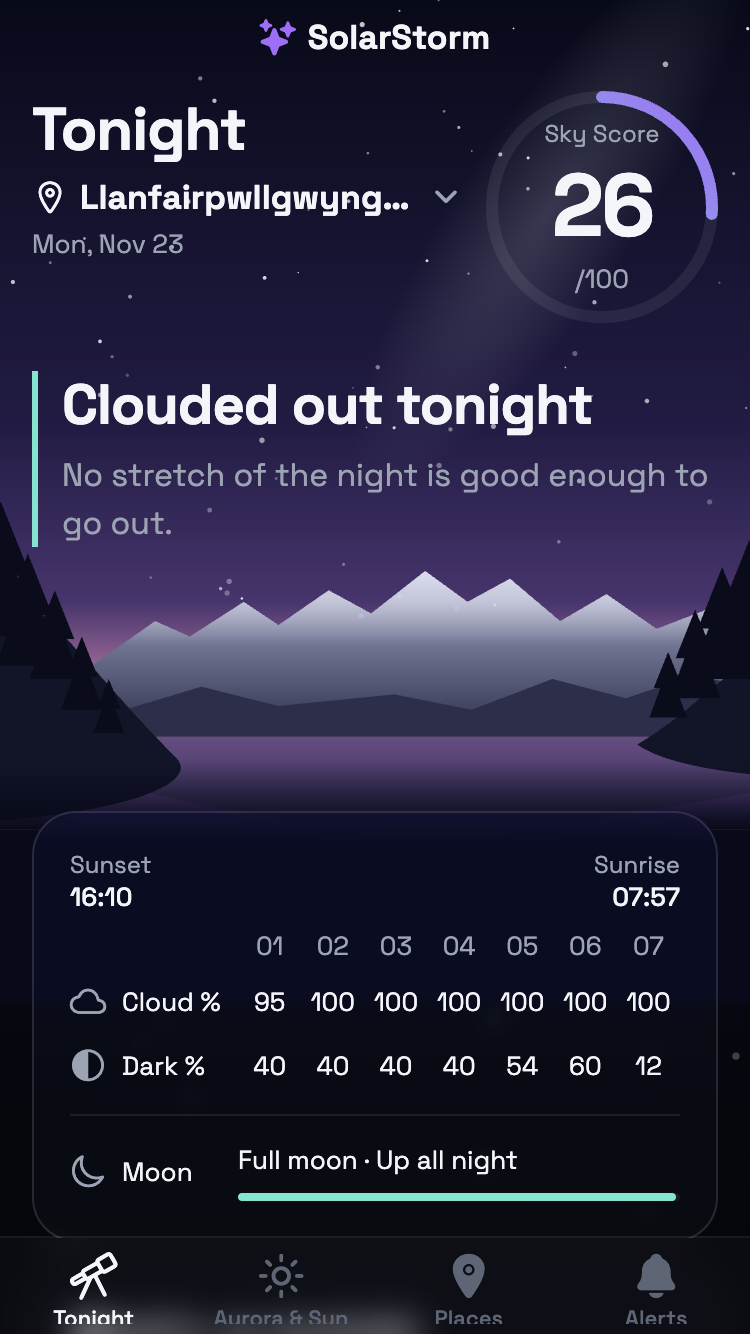 SolarStorm
Tonight
Llanfairpwllgwyng...
Mon, Nov 23
Sky Score
26
/100
Clouded out tonight
No stretch of the night is good enough to
go out.
Sunset Sunrise
16:10 07:57
01 02 03 04 05 06 07
Cloud % 95 100 100 100 100 100 100
Dark % 40 40 40 40 54 60 12
Moon Full moon · Up all night
Tonight Aurora & Sun Places Alerts